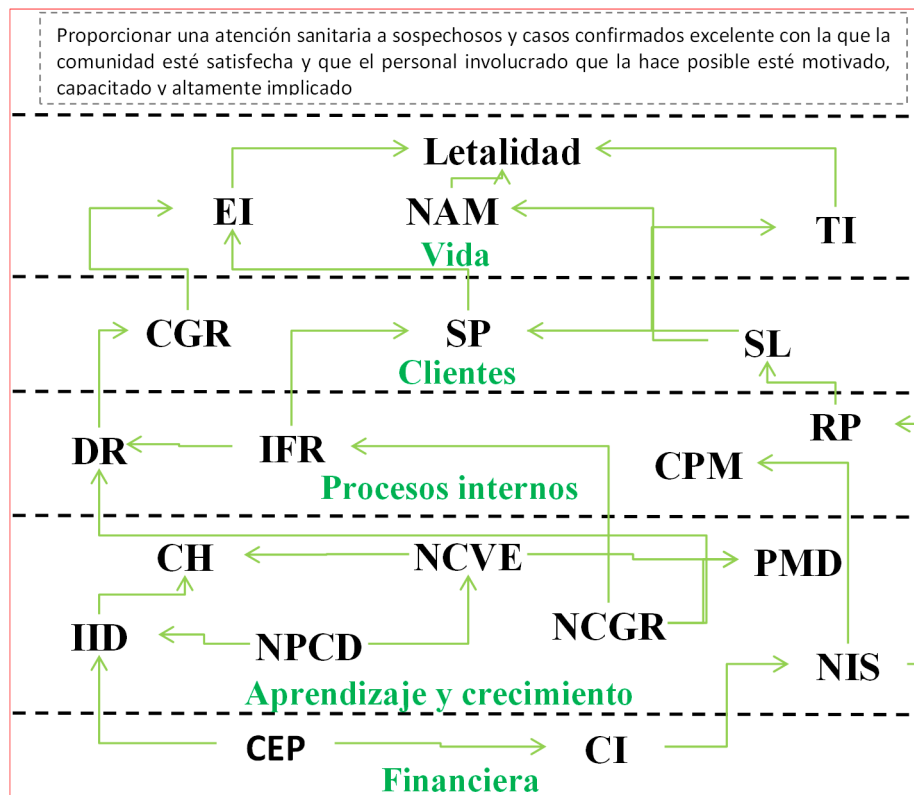 Proporcionar una atención sanitaria a sospechosos y casos confirmados excelente con la que la
comunidad esté satisfecha y que el personal involucrado que la hace posible esté motivado,
capacitado y altamente implicado
Letalidad
EI
NAM
TI
Vida
CGR
SP
SL
Clientes
RP
DR
IFR
CPM
Procesos internos
CH
NCVE
PMD
IID
NPCD
NCGR
NIS
Aprendizaje y crecimiento
CEP
CI
Financiera